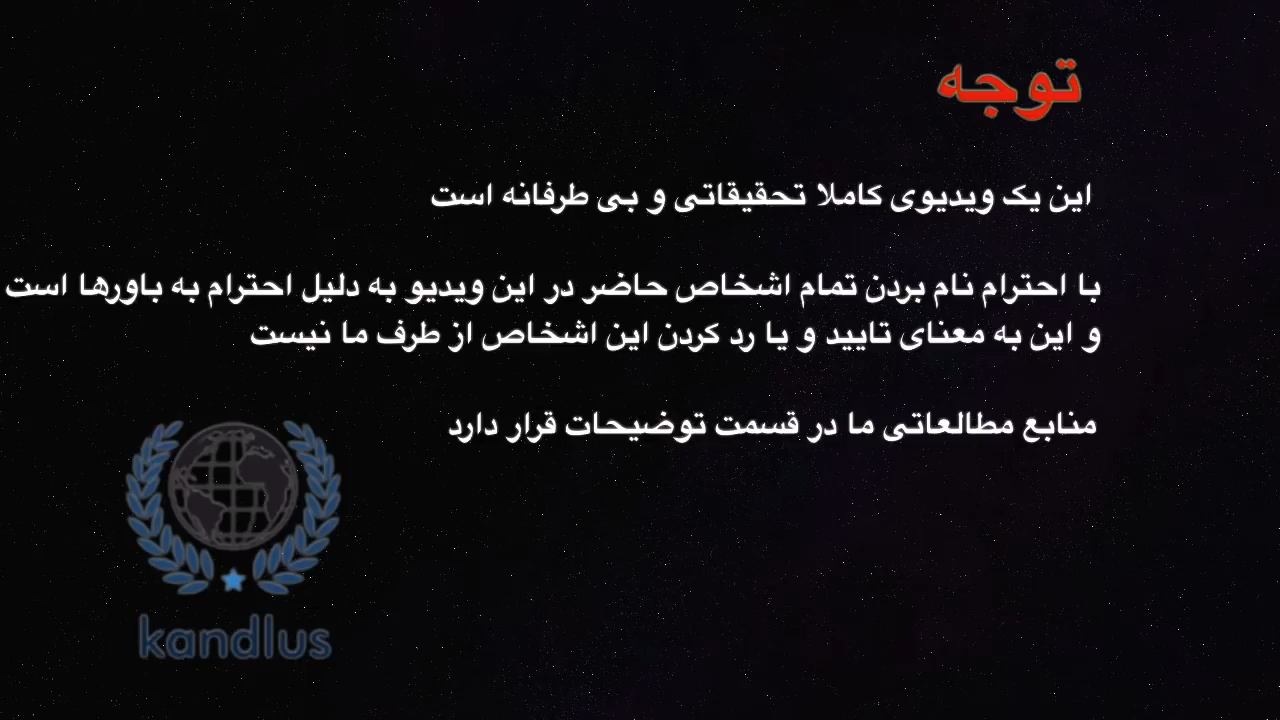 توجه
این یک ویدیوی کاملا تحقیقاتی و بی طرفانه است
با احترام نام بردن تمام اشخاص حاضر در این ویدیو به دلیل احترام به باورها است
و این به معنای تایید و یا رد کردن این اشخاص از طرف ما نیست
منابع مطالعاتی ما در قسمت توضیحات قرار دارد
kandlus